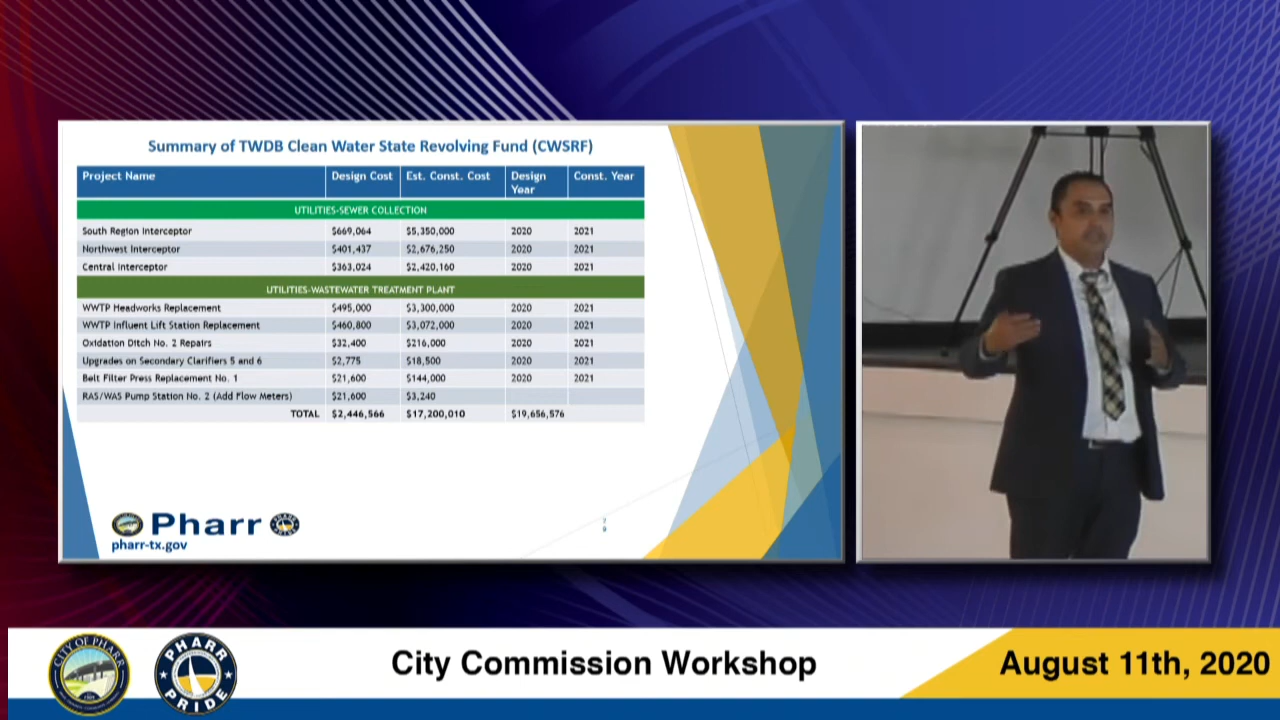 Summary of TWDB Clean Water State Revolving Fund (CWSRF)
Project Name Design Cost Est. Const. Cost Design Year Const. Year
UTILITIES-SEWER COLLECTION
South Region Interceptor $669,064 $5,350,000 2020 2021
Northwest Interceptor $401,437 $2,676,250 2020 2021
Central Interceptor $363,024 $2,420,160 2020 2021
UTILITIES-WASTEWATER TREATMENT PLANT
WWTP Headworks Replacement $495,000 $3,300,000 2020 2021
WWTP Influent Lift Station Replacement $460,800 $3,072,000 2020 2021
Oxidation Ditch No. 2 Repairs $32,400 $216,000 2020 2021
Upgrades on Secondary Clarifiers 5 and 6 $2,775 $18,500 2020 2021
Belt Filter Press Replacement No. 1 $21,600 $144,000 2020 2021
RAS/WAS Pump Station No. 2 (Add Flow Meters) $21,600 $3,240
TOTAL $2,446,566 $17,200,010 $19,656,576
Pharr
pharr-tx.gov
CITY OF PHARR
PHARR PRIDE
City Commission Workshop
August 11th, 2020